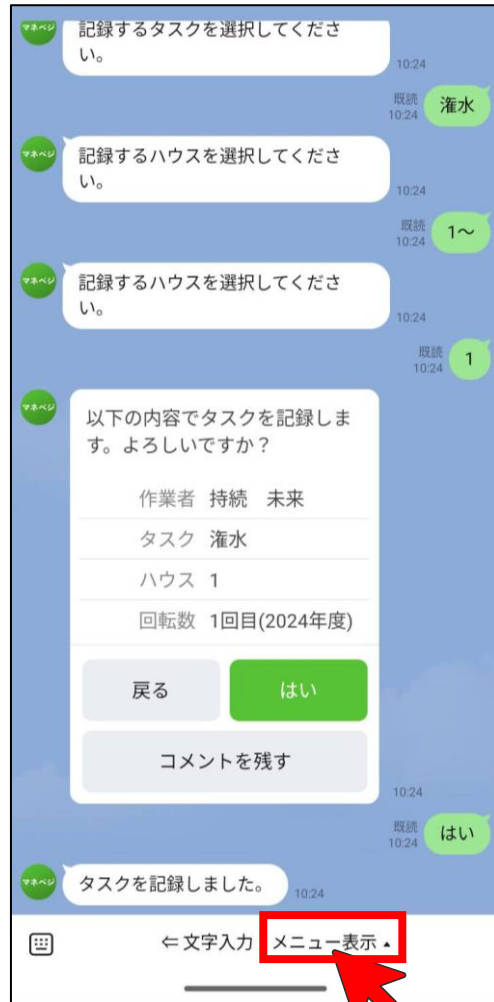 マネベジ
記録するタスクを選択してくださ
い。
10:24
既読
10:24
潅水
マネベジ
記録するハウスを選択してくださ
い。
10:24
既読
10:24
1〜
マネベジ
記録するハウスを選択してくださ
い。
10:24
既読
10:24
1
マネベジ
以下の内容でタスクを記録しま
す。よろしいですか？
作業者 持続　未来
タスク 潅水
ハウス 1
回転数 1回目(2024年度)
戻る はい
コメントを残す
10:24
既読
10:24
はい
マネベジ
タスクを記録しました。
10:24
⇐文字入力 メニュー表示▲